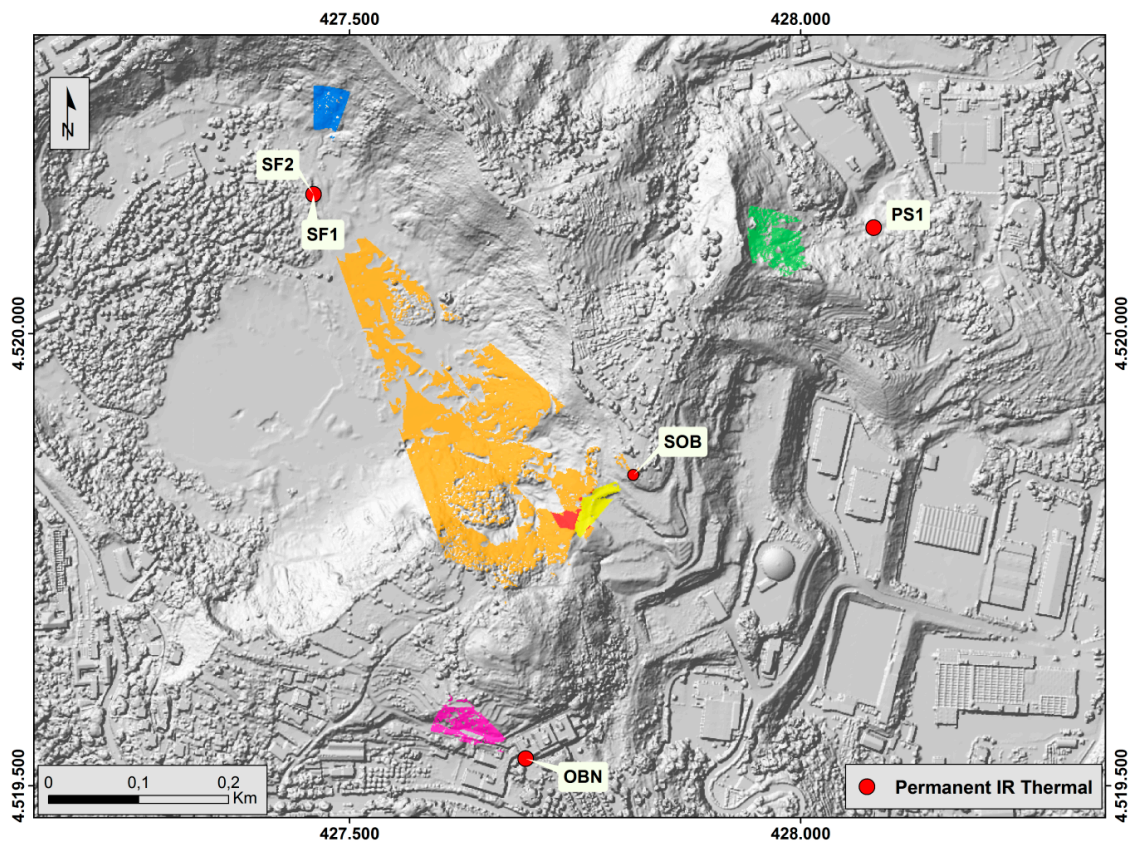 427.500
428.000
N
SF2
SF1
PS1
4.520.000
4.520.000
SOB
OBN
0
0,1
0,2
Km
Permanent IR Thermal
4.519.500
4.519.500
427.500
428.000